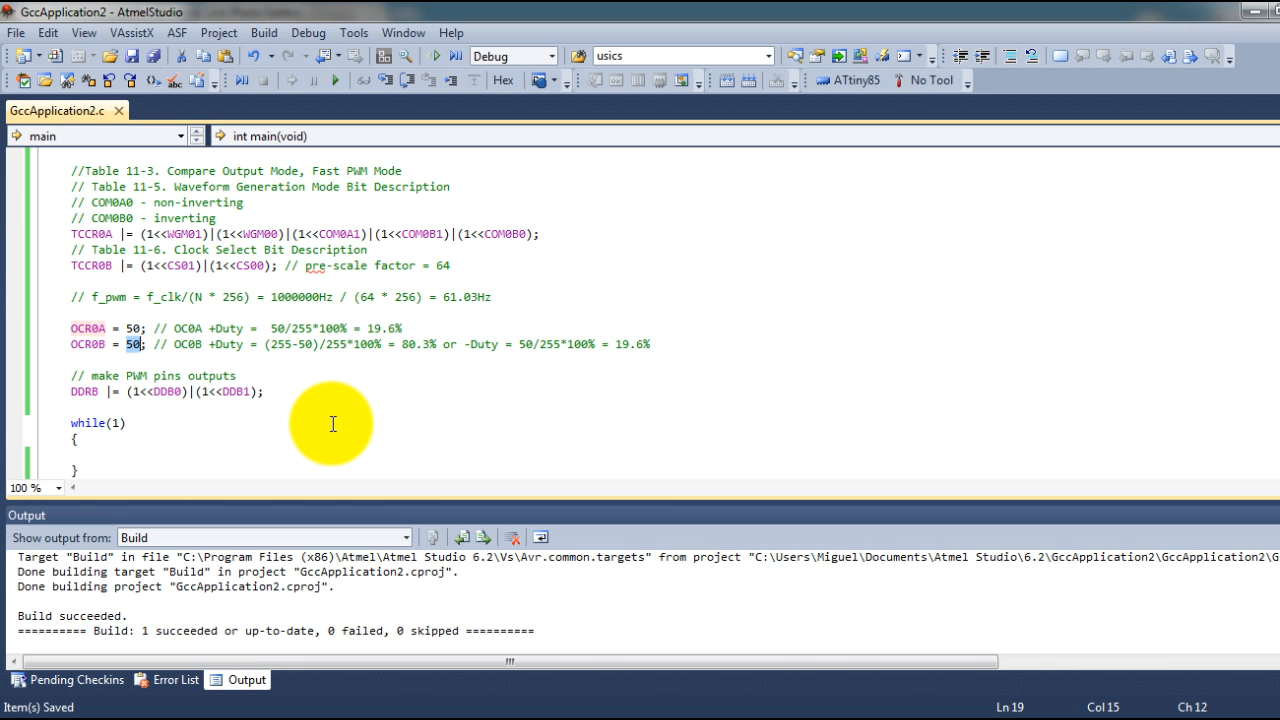 GccApplication2 - AtmelStudio
File Edit View VAssistX ASF Project Build Debug Tools Window Help
Debug usics
Hex ATtiny85 No Tool
GccApplication2.c
main int main(void)
//Table 11-3. Compare Output Mode, Fast PWM Mode
// Table 11-5. Waveform Generation Mode Bit Description
// COM0A0 - non-inverting
// COM0B0 - inverting
TCCR0A |= (1<<WGM01)|(1<<WGM00)|(1<<COM0A1)|(1<<COM0B1)|(1<<COM0B0);
// Table 11-6. Clock Select Bit Description
TCCR0B |= (1<<CS01)|(1<<CS00); // pre-scale factor = 64
// f_pwm = f_clk/(N * 256) = 1000000Hz / (64 * 256) = 61.03Hz
OCR0A = 50; // OC0A +Duty =  50/255*100% = 19.6%
OCR0B = 50; // OC0B +Duty = (255-50)/255*100% = 80.3% or -Duty = 50/255*100% = 19.6%
// make PWM pins outputs
DDRB |= (1<<DDB0)|(1<<DDB1);
while(1)
{
}
100 %
Output
Show output from: Build
Target "Build" in file "C:\Program Files (x86)\Atmel\Atmel Studio 6.2\Vs\Avr.common.targets" from project "C:\Users\Miguel\Documents\Atmel Studio\6.2\GccApplication2\GccApplication2\G
Done building target "Build" in project "GccApplication2.cproj".
Done building project "GccApplication2.cproj".
Build succeeded.
========== Build: 1 succeeded or up-to-date, 0 failed, 0 skipped ==========
Pending Checkins Error List Output
Item(s) Saved Ln 19 Col 15 Ch 12